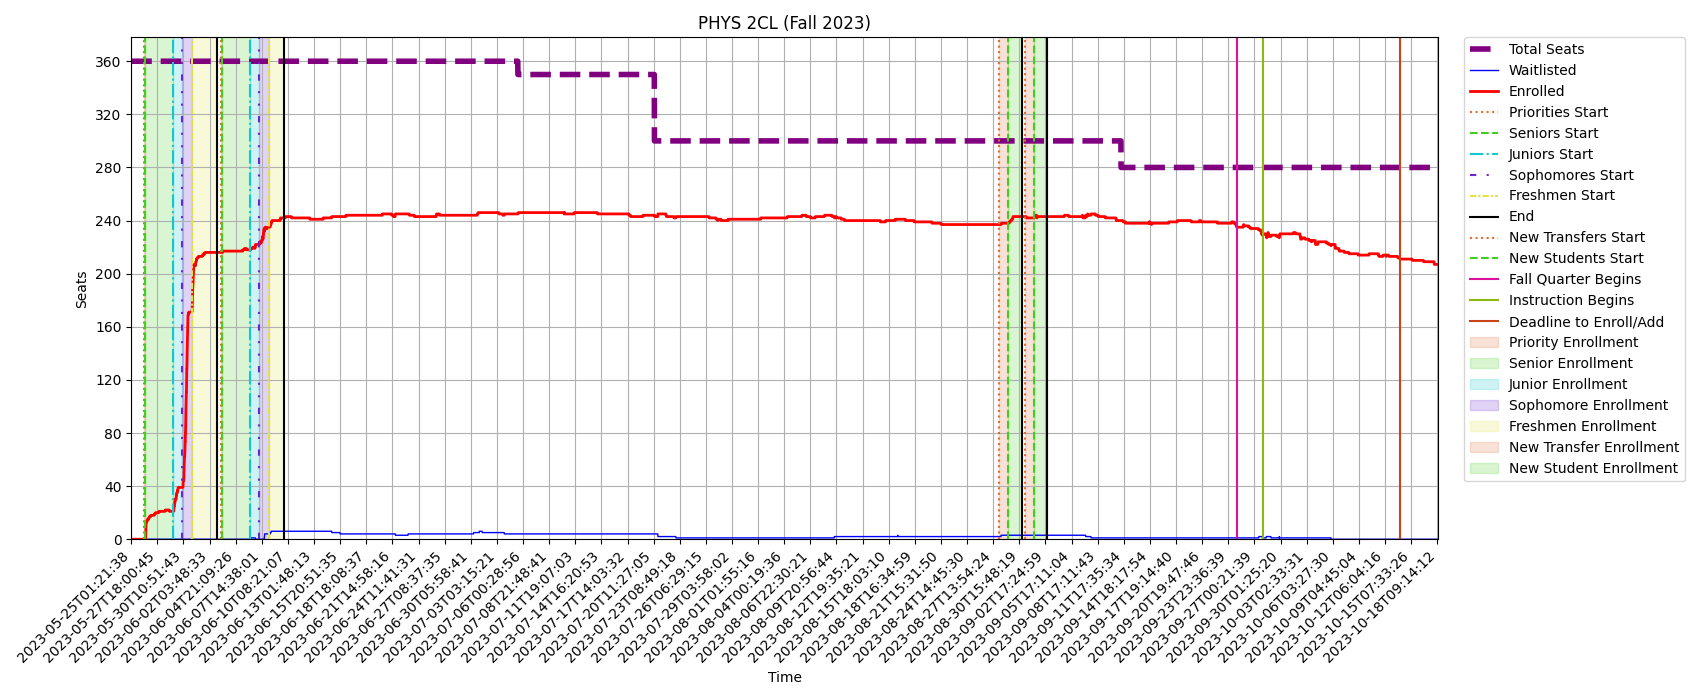 PHYS 2CL (Fall 2023)
Seats
360
320
280
240
200
160
120
80
40
0
2023-05-25T01:21:38
2023-05-27T18:00:45
2023-05-30T10:51:43
2023-06-02T03:48:33
2023-06-04T21:09:26
2023-06-07T14:38:01
2023-06-10T08:21:07
2023-06-13T01:48:13
2023-06-15T20:51:35
2023-06-18T18:08:37
2023-06-21T14:58:16
2023-06-24T11:41:31
2023-06-27T08:37:35
2023-06-30T05:58:41
2023-07-03T03:15:21
2023-07-06T00:28:56
2023-07-08T21:48:41
2023-07-11T19:07:03
2023-07-14T16:20:53
2023-07-17T14:03:32
2023-07-20T11:27:05
2023-07-23T08:49:18
2023-07-26T06:29:15
2023-07-29T03:58:02
2023-08-01T01:55:16
2023-08-04T00:19:36
2023-08-06T22:30:21
2023-08-09T20:56:44
2023-08-12T19:35:21
2023-08-15T18:03:10
2023-08-18T16:34:59
2023-08-21T15:31:50
2023-08-24T14:45:30
2023-08-27T13:54:24
2023-08-30T15:48:19
2023-09-02T17:24:59
2023-09-05T17:11:04
2023-09-08T17:11:43
2023-09-11T17:35:34
2023-09-14T18:17:54
2023-09-17T19:14:40
2023-09-20T19:47:46
2023-09-23T23:36:39
2023-09-27T00:21:39
2023-09-30T01:25:20
2023-10-03T02:33:31
2023-10-06T03:27:30
2023-10-09T04:45:04
2023-10-12T06:04:16
2023-10-15T07:33:26
2023-10-18T09:14:12
Time
Total Seats
Waitlisted
Enrolled
Priorities Start
Seniors Start
Juniors Start
Sophomores Start
Freshmen Start
End
New Transfers Start
New Students Start
Fall Quarter Begins
Instruction Begins
Deadline to Enroll/Add
Priority Enrollment
Senior Enrollment
Junior Enrollment
Sophomore Enrollment
Freshmen Enrollment
New Transfer Enrollment
New Student Enrollment